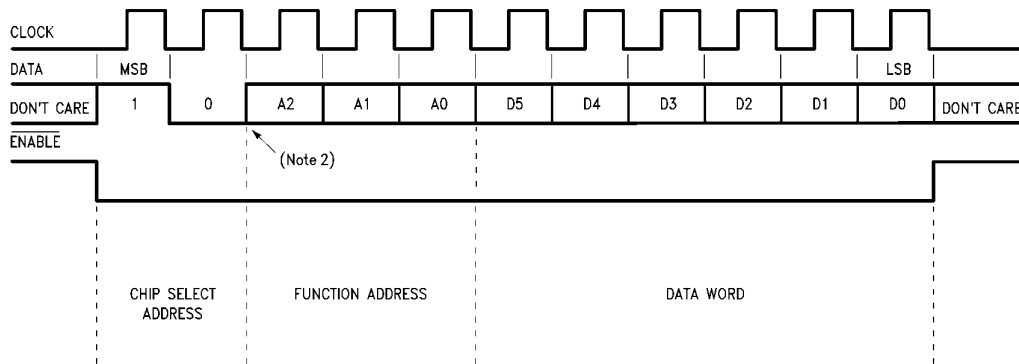 CLOCK
DATA MSB LSB
DON'T CARE 1 0 A2 A1 A0 D5 D4 D3 D2 D1 D0 DON'T CARE
ENABLE
(Note 2)
CHIP SELECT
ADDRESS
FUNCTION ADDRESS
DATA WORD